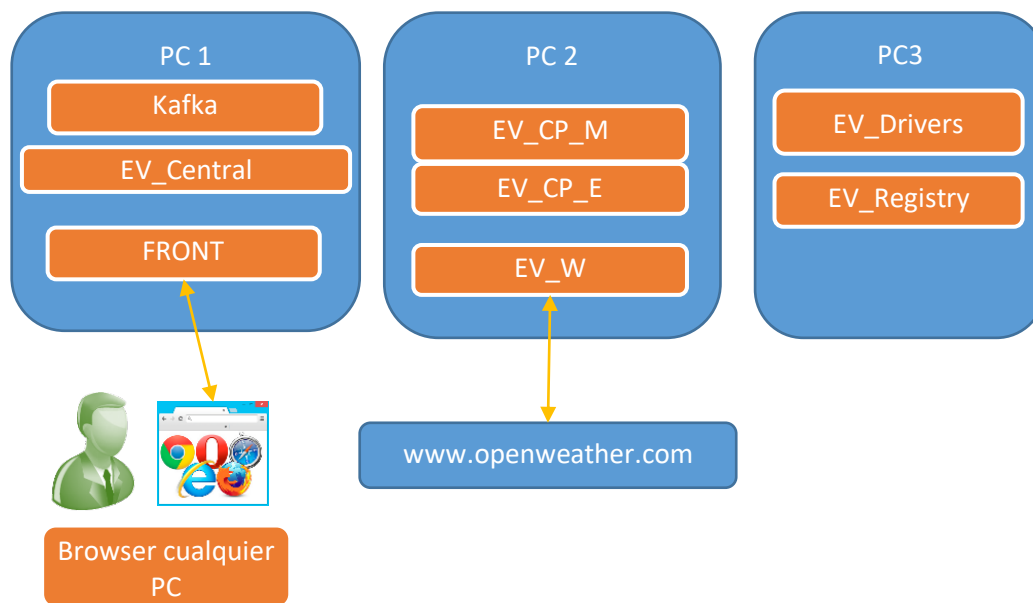 PC 1
Kafka
EV_Central
FRONT
PC 2
EV_CP_M
EV_CP_E
EV_W
PC3
EV_Drivers
EV_Registry
www.openweather.com
Browser cualquier
PC